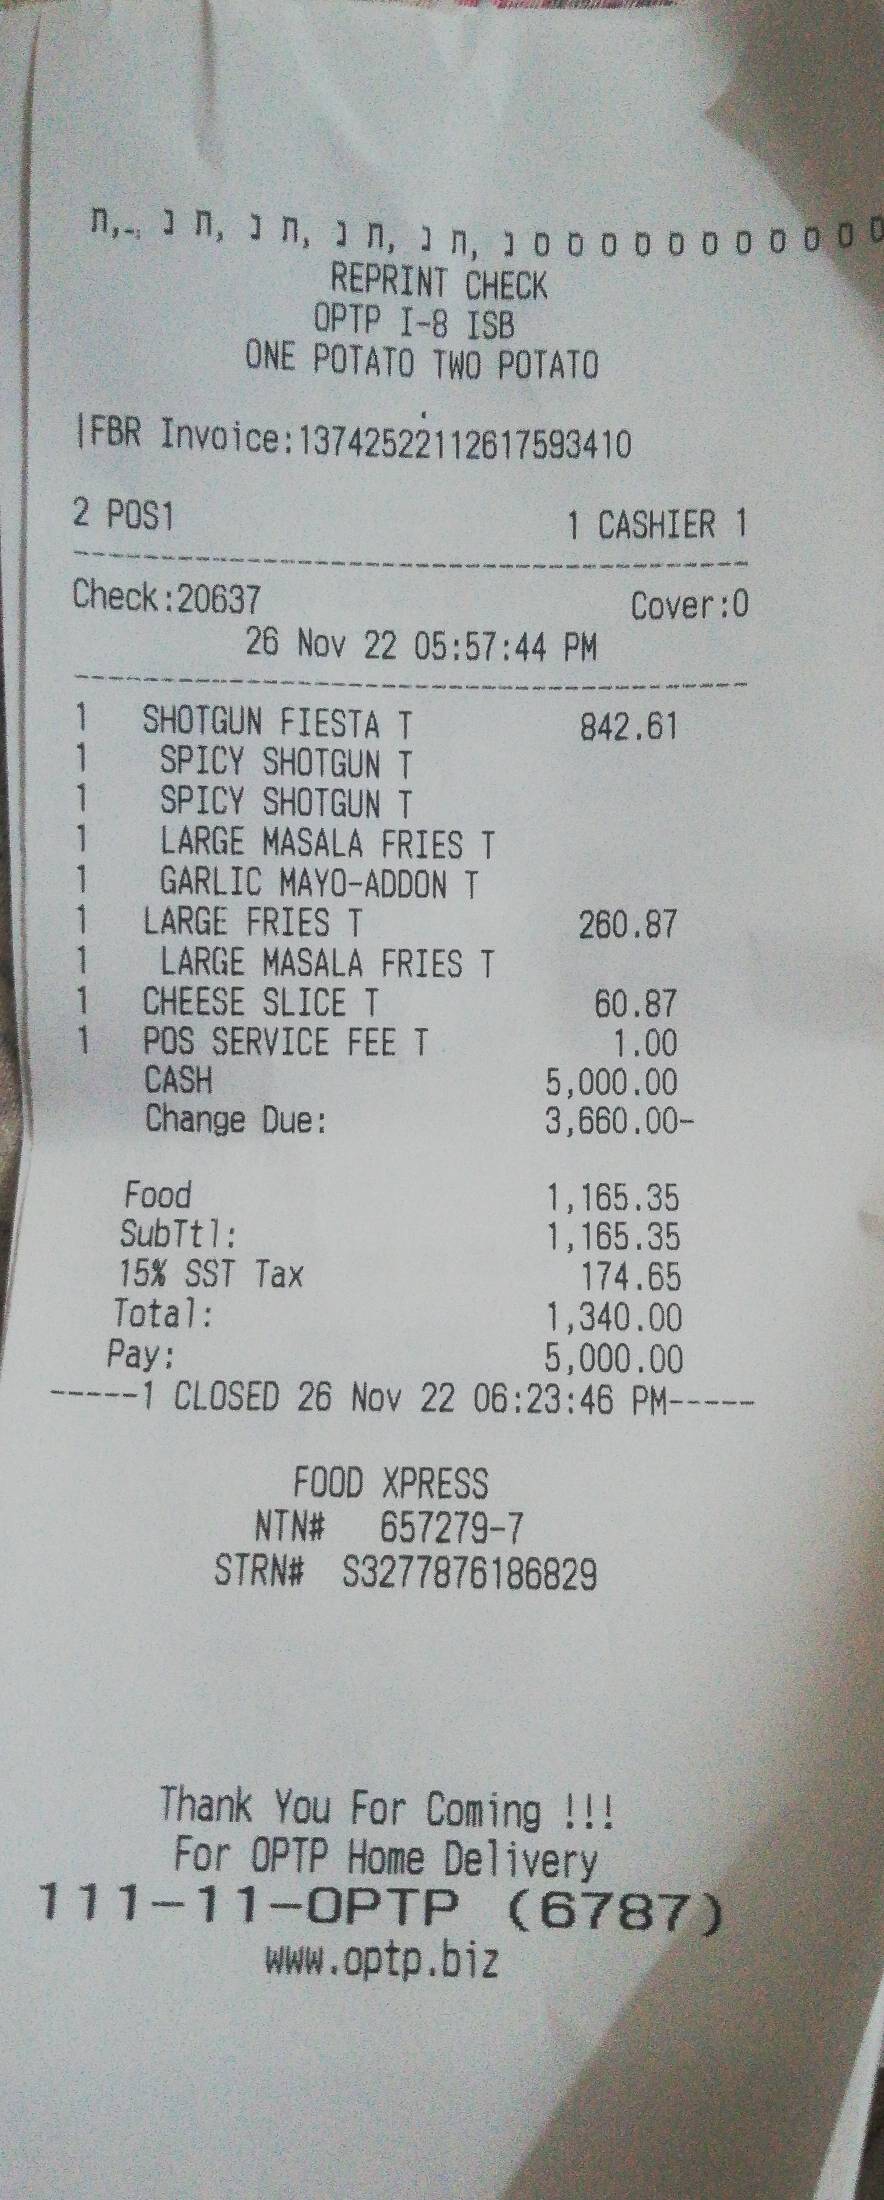 REPRINT CHECK
OPTP I-8 ISB
ONE POTATO TWO POTATO
|FBR Invoice:13742522112617593410
2 POS1 1 CASHIER 1
----------------------------------------
Check:20637 Cover:0
26 Nov 22 05:57:44 PM
----------------------------------------
1 SHOTGUN FIESTA T 842.61
1 SPICY SHOTGUN T
1 SPICY SHOTGUN T
1 LARGE MASALA FRIES T
1 GARLIC MAYO-ADDON T
1 LARGE FRIES T 260.87
1 LARGE MASALA FRIES T
1 CHEESE SLICE T 60.87
1 POS SERVICE FEE T 1.00
CASH 5,000.00
Change Due: 3,660.00-
Food 1,165.35
SubTtl: 1,165.35
15% SST Tax 174.65
Total: 1,340.00
Pay: 5,000.00
-----1 CLOSED 26 Nov 22 06:23:46 PM-----
FOOD XPRESS
NTN# 657279-7
STRN# S3277876186829
Thank You For Coming !!!
For OPTP Home Delivery
111-11-OPTP (6787)
www.optp.biz